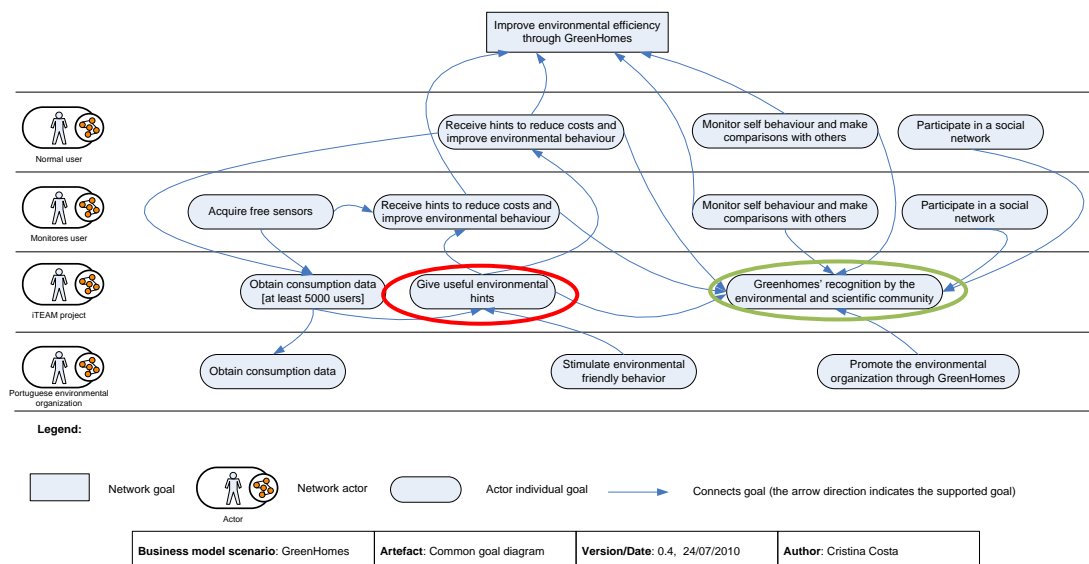 Improve environmental efficiency
through GreenHomes
Normal user
Receive hints to reduce costs and
improve environmental behaviour
Monitor self behaviour and make
comparisons with others
Participate in a social
network
Monitores user
Acquire free sensors
Receive hints to reduce costs and
improve environmental behaviour
Monitor self behaviour and make
comparisons with others
Participate in a social
network
iTEAM project
Obtain consumption data
[at least 5000 users]
Give useful environmental
hints
Greenhomes' recognition by the
environmental and scientific community
Portuguese environmental
organization
Obtain consumption data
Stimulate environmental
friendly behavior
Promote the environmental
organization through GreenHomes
Legend:
Network goal
Actor
Network actor
Actor individual goal
Connects goal (the arrow direction indicates the supported goal)
Business model scenario: GreenHomes
Artefact: Common goal diagram
Version/Date: 0.4, 24/07/2010
Author: Cristina Costa